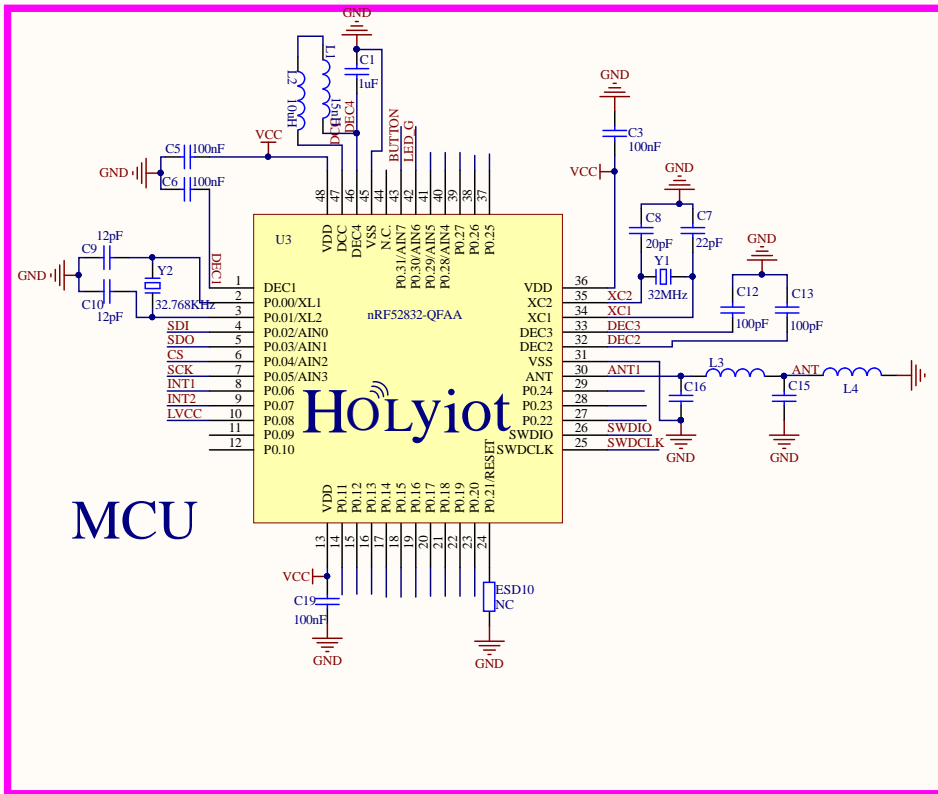 GND
L1
15nH
L2
10uH
C1
1uF
DCC
DEC4
BUTTON
LED_G
GND
C3
100nF
VCC
VCC
C5
100nF
GND
C6
100nF
GND
C8
20pF
C7
22pF
Y1
32MHz
GND
C12
100pF
C13
100pF
C9
12pF
GND
C10
12pF
Y2
32.768KHz
DEC1
U3
nRF52832-QFAA
HOLyiot
48 VDD
47 DCC
46 DEC4
45 VSS
44 N.C.
43 P0.31/AIN7
42 P0.30/AIN6
41 P0.29/AIN5
40 P0.28/AIN4
39 P0.27
38 P0.26
37 P0.25
1 DEC1
2 P0.00/XL1
3 P0.01/XL2
SDI 4 P0.02/AIN0
SDO 5 P0.03/AIN1
CS 6 P0.04/AIN2
SCK 7 P0.05/AIN3
INT1 8 P0.06
INT2 9 P0.07
LVCC 10 P0.08
11 P0.09
12 P0.10
VDD 36
XC2 35 XC2
XC1 34 XC1
DEC3 33 DEC3
DEC2 32 DEC2
VSS 31
ANT 30 ANT1
P0.24 29
P0.23 28
P0.22 27
SWDIO 26 SWDIO
SWDCLK 25 SWDCLK
L3
ANT
L4
C16
C15
GND
GND
VDD 13
P0.11 14
P0.12 15
P0.13 16
P0.14 17
P0.15 18
P0.16 19
P0.17 20
P0.18 21
P0.19 22
P0.20 23
P0.21/RESET 24
MCU
VCC
C19
100nF
GND
ESD10
NC
GND
GND